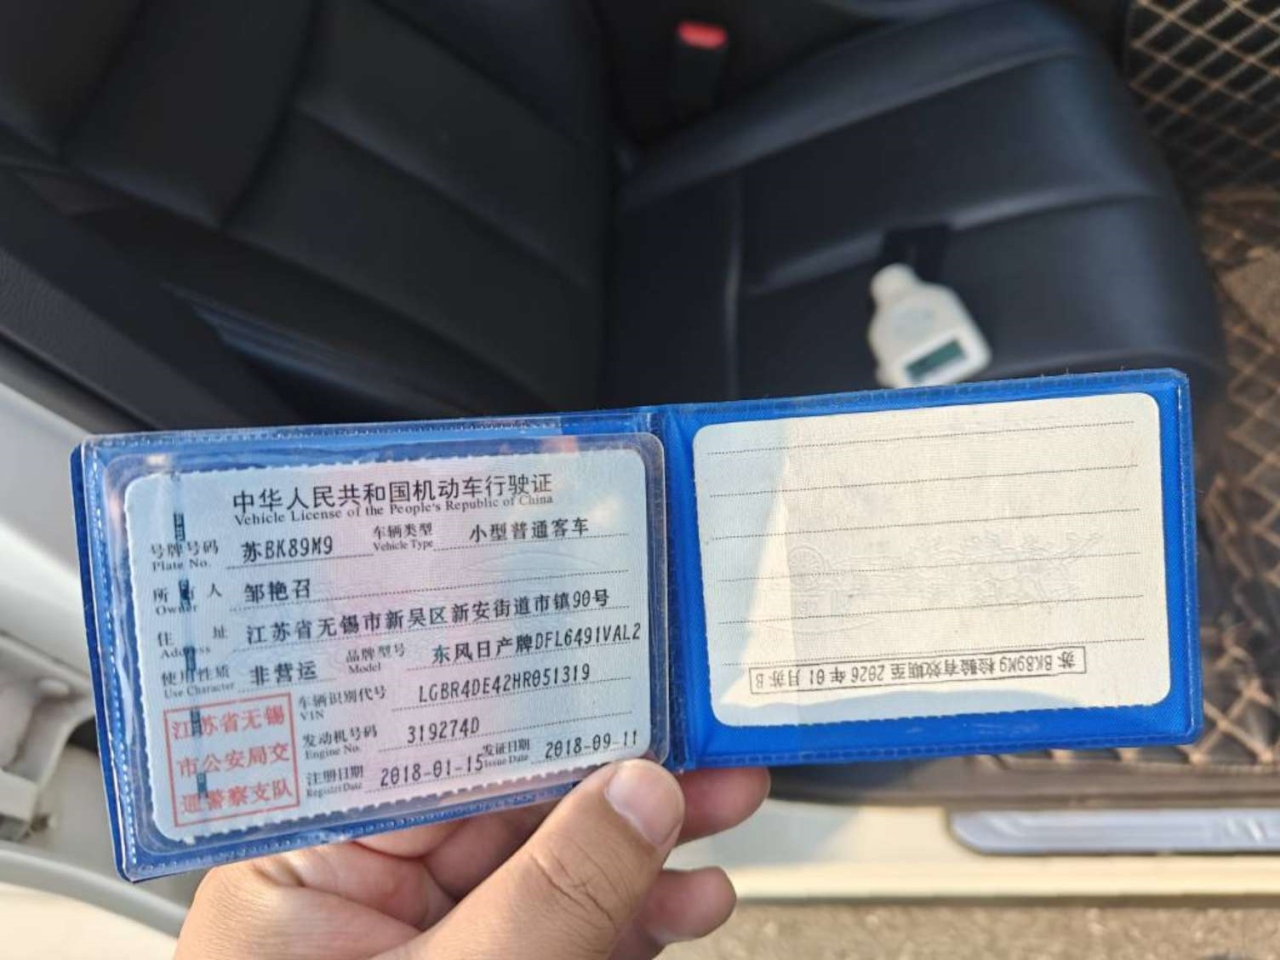 中华人民共和国机动车行驶证
Vehicle License of the People's Republic of China
号牌号码 苏BK89M9 车辆类型 小型普通客车
Plate No. Vehicle Type
所有人 邹艳召
Owner
住址 江苏省无锡市新吴区新安街道市镇90号
Address
使用性质 非营运 品牌型号 东风日产牌DFL6491VAL2
Use Character Model
车辆识别代号 LGBR4DE42HR051319
VIN
发动机号码 319274D
Engine No.
注册日期 2018-01-15 发证日期 2018-09-11
Register Date Issue Date
江苏省无锡
市公安局交
通警察支队
苏BK89M9 检验有效期至 2026 年 01 月苏 B